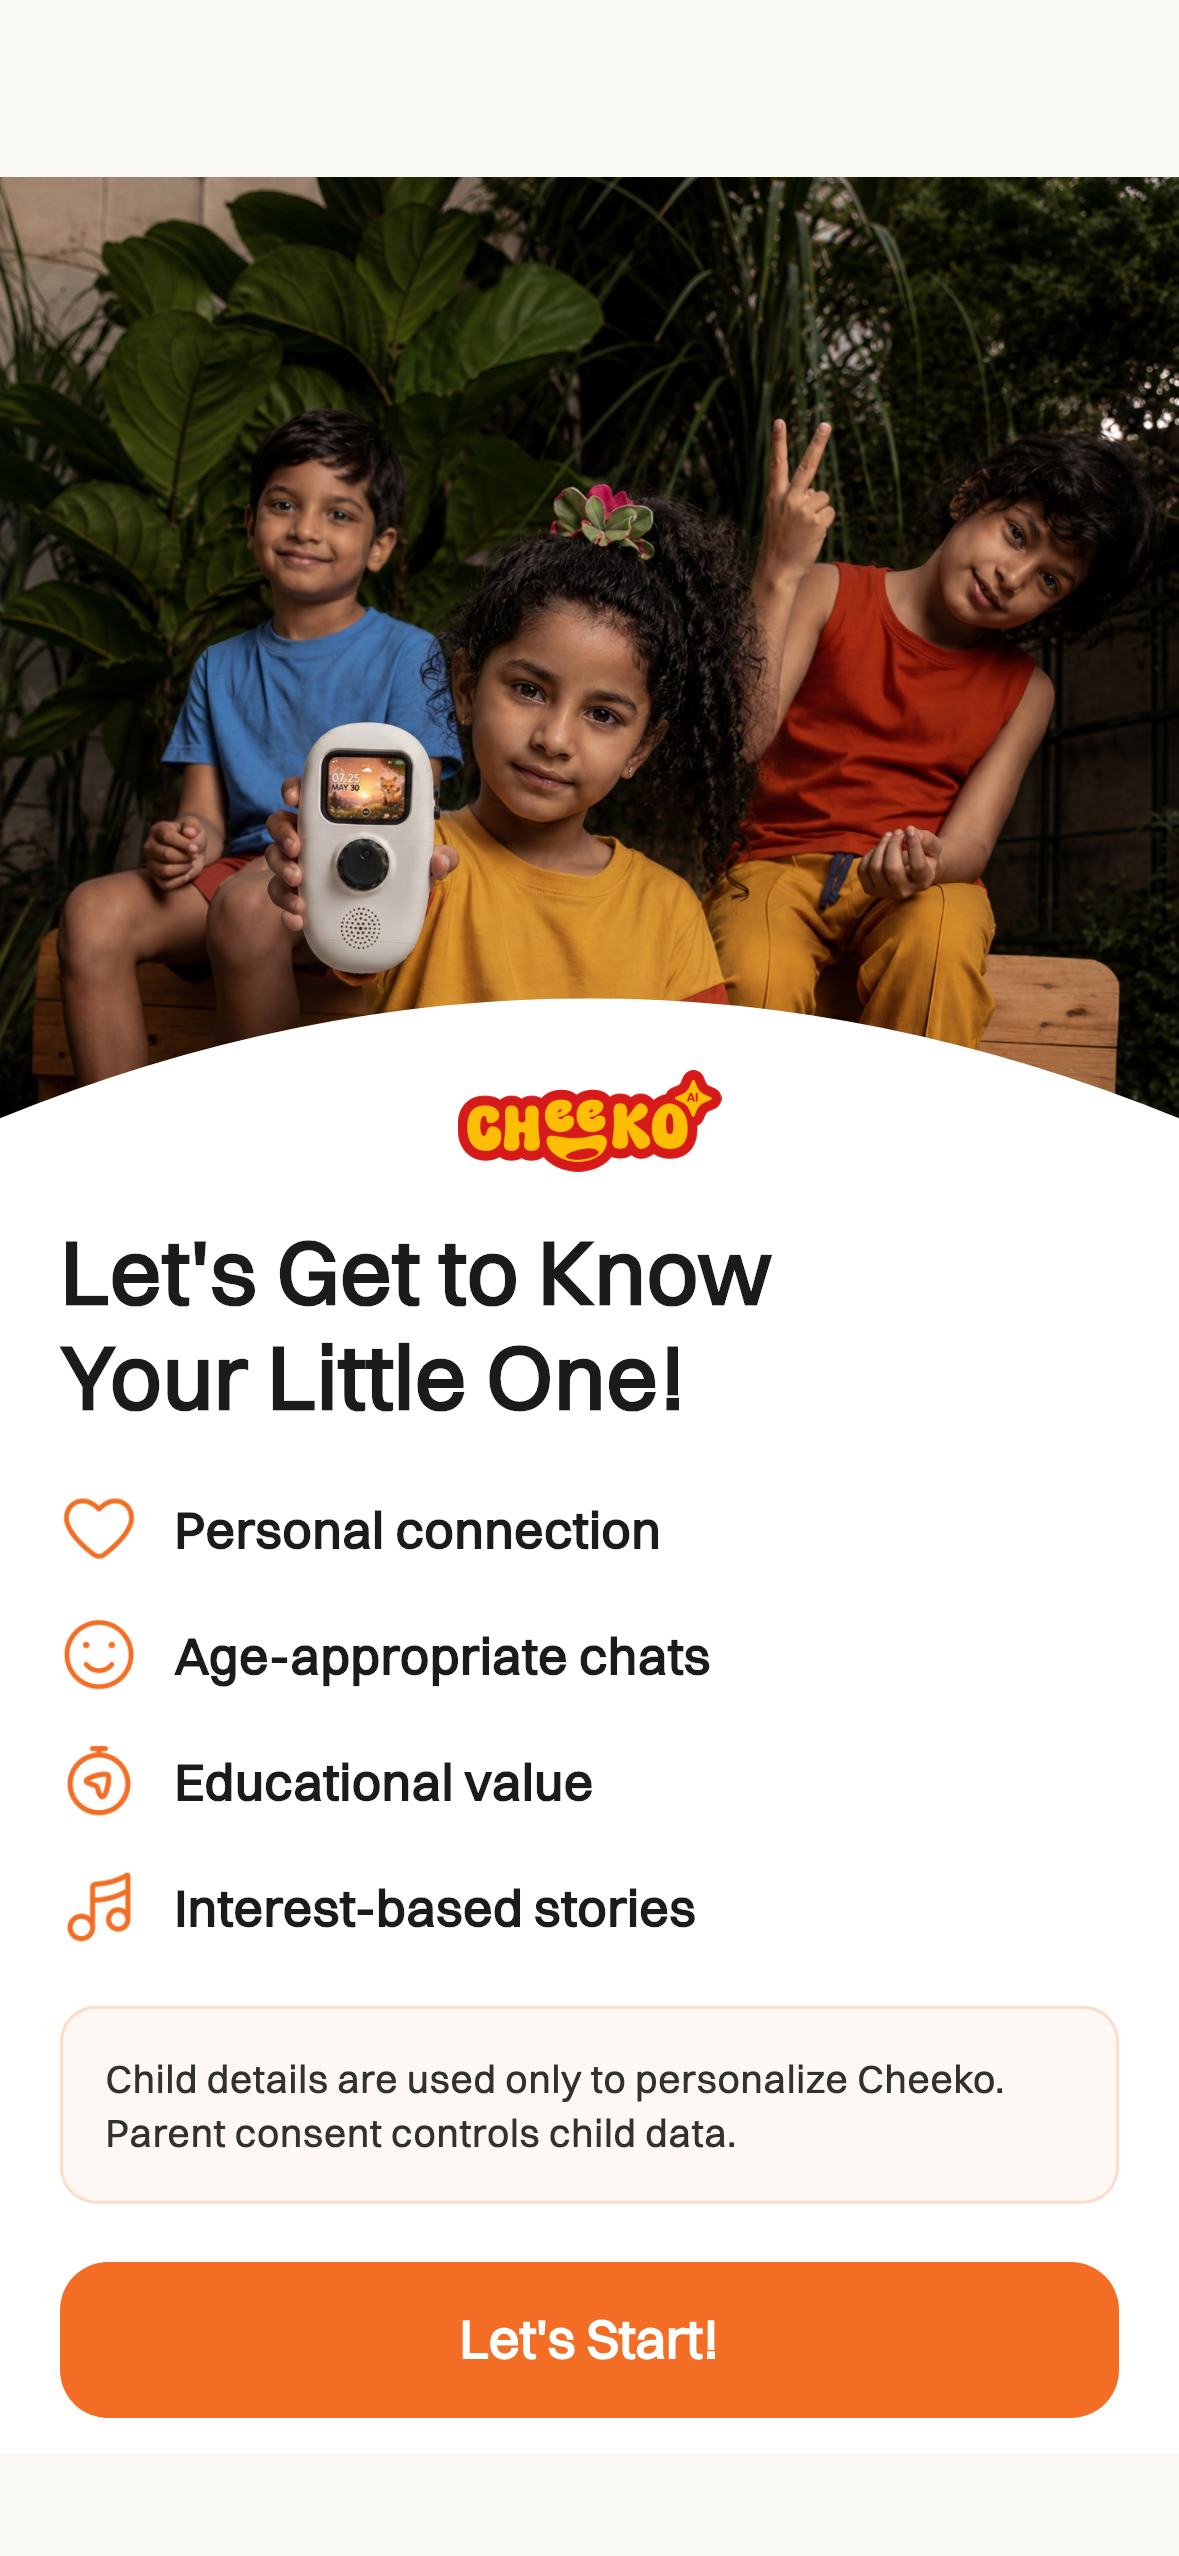 07.25
MAY 30
CHEEKO AI
Let's Get to Know
Your Little One!
Personal connection
Age-appropriate chats
Educational value
Interest-based stories
Child details are used only to personalize Cheeko.
Parent consent controls child data.
Let's Start!